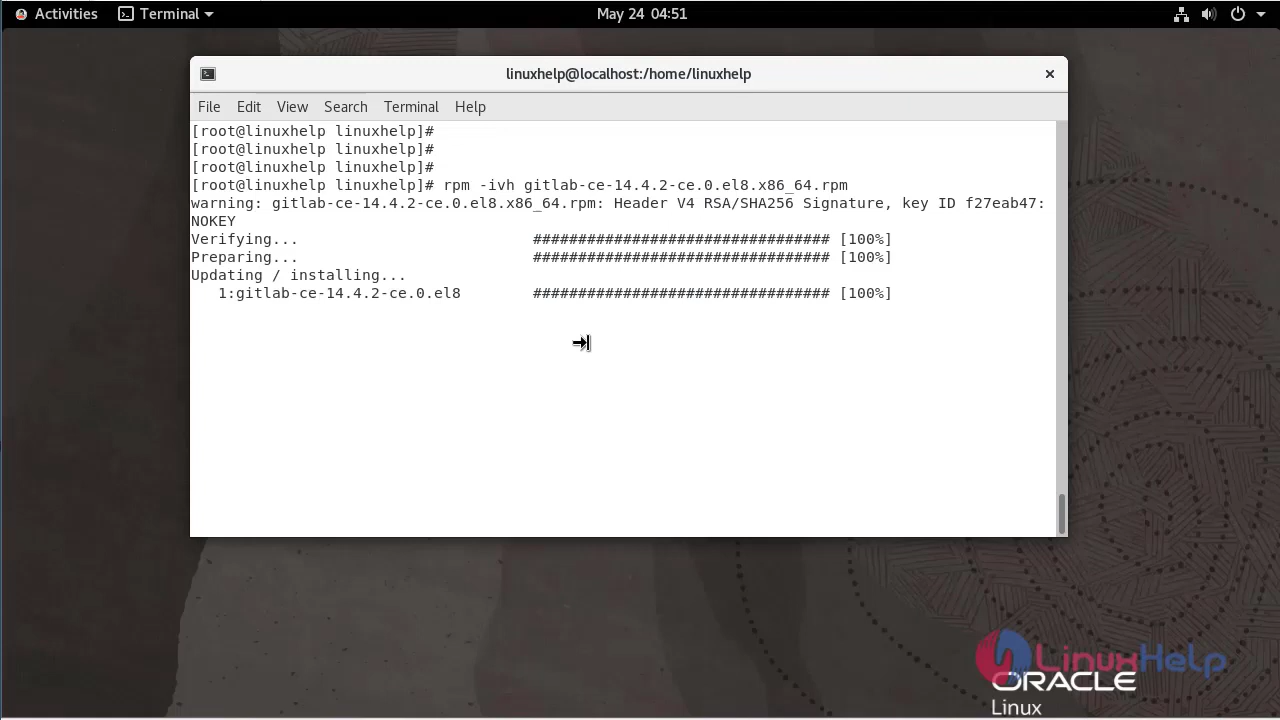 Activities Terminal May 24 04:51
linuxhelp@localhost:/home/linuxhelp
File Edit View Search Terminal Help
[root@linuxhelp linuxhelp]#
[root@linuxhelp linuxhelp]#
[root@linuxhelp linuxhelp]#
[root@linuxhelp linuxhelp]# rpm -ivh gitlab-ce-14.4.2-ce.0.el8.x86_64.rpm
warning: gitlab-ce-14.4.2-ce.0.el8.x86_64.rpm: Header V4 RSA/SHA256 Signature, key ID f27eab47:
NOKEY
Verifying... ################################# [100%]
Preparing... ################################# [100%]
Updating / installing...
1:gitlab-ce-14.4.2-ce.0.el8 ################################# [100%]
LinuxHelp
ORACLE
Linux